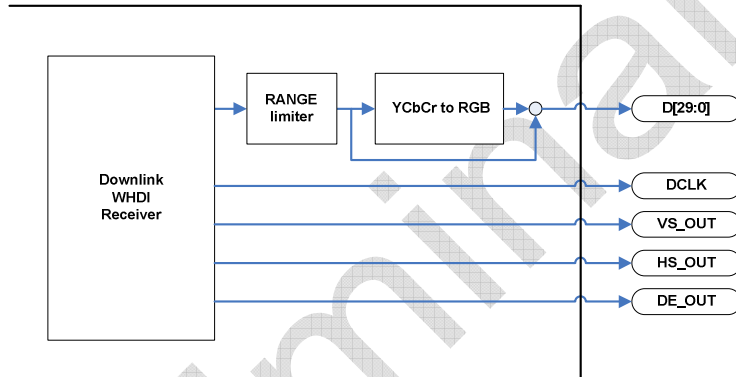 RANGE
limiter
YCbCr to RGB
D[29:0]
Downlink
WHDI
Receiver
DCLK
VS_OUT
HS_OUT
DE_OUT